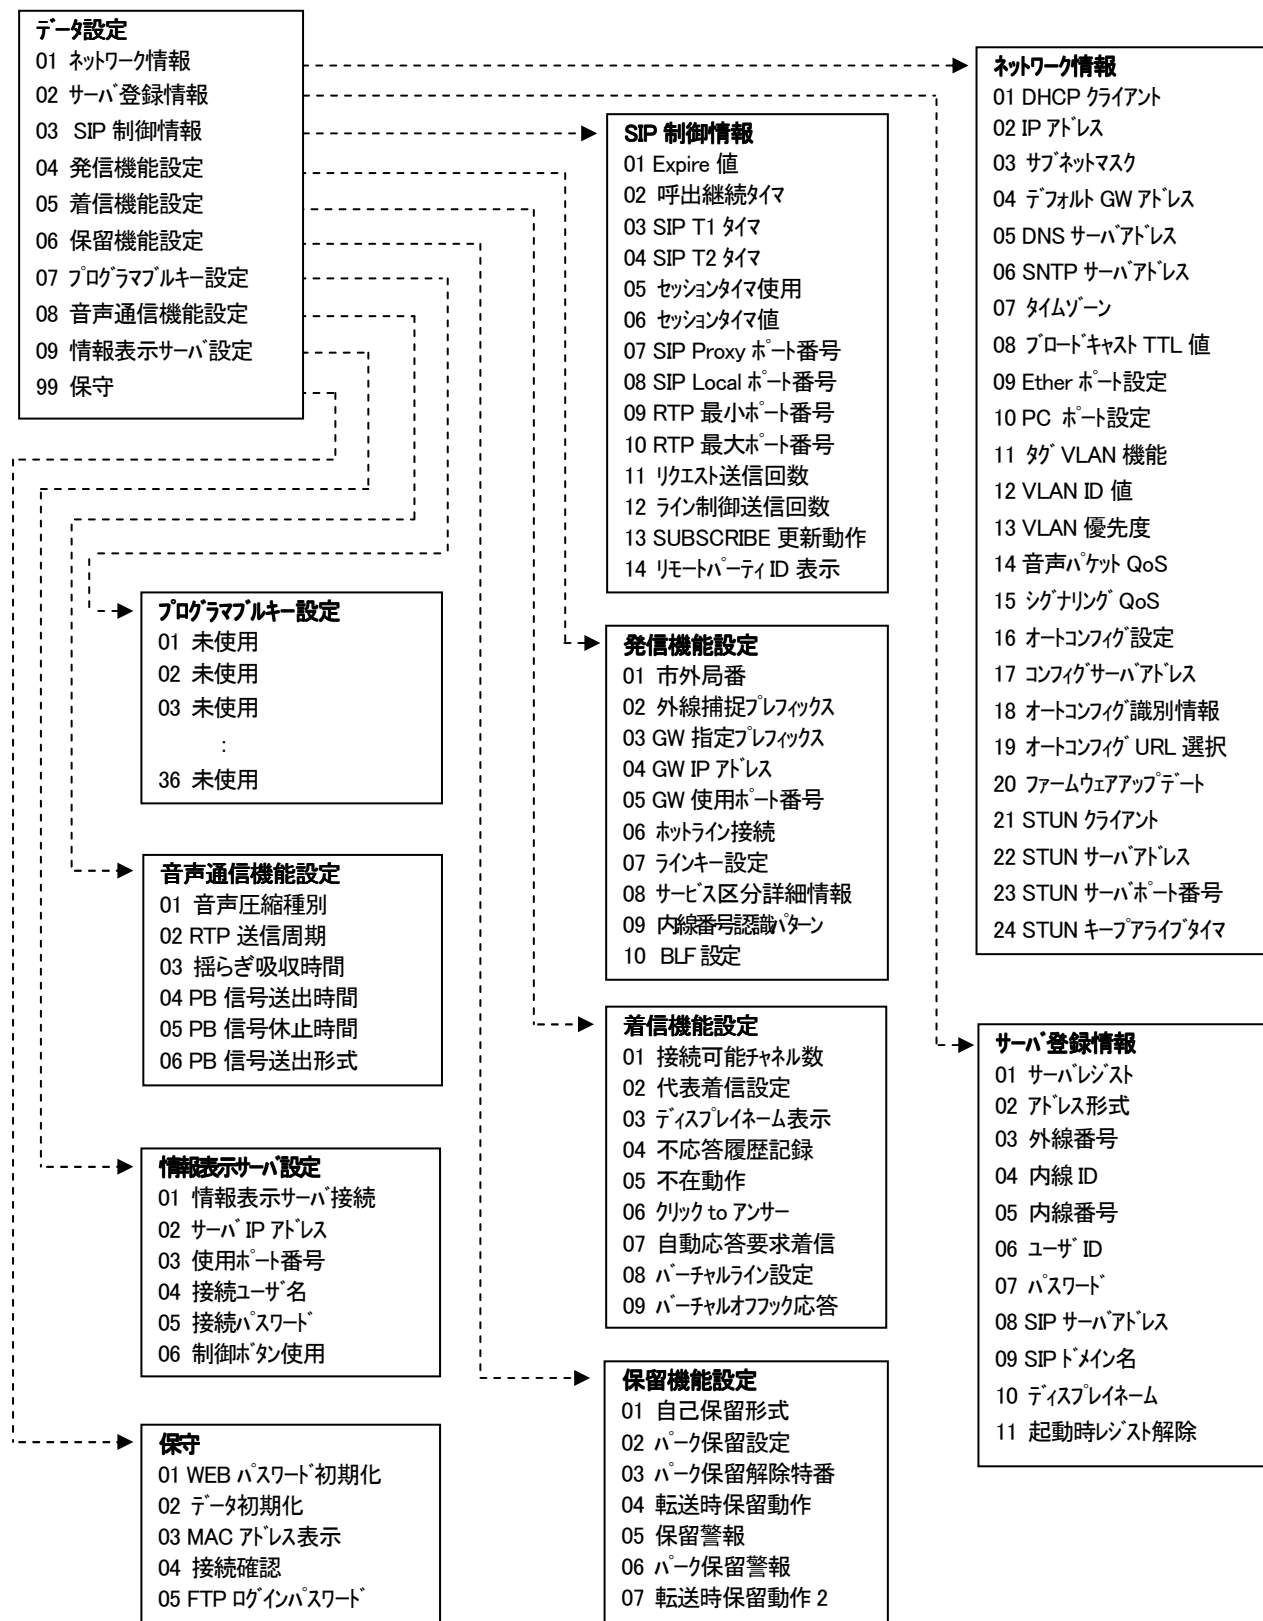 データ設定
01 ネットワーク情報
02 サーバ登録情報
03 SIP 制御情報
04 発信機能設定
05 着信機能設定
06 保留機能設定
07 プログラマブルキー設定
08 音声通信機能設定
09 情報表示サーバ設定
99 保守
プログラマブルキー設定
01 未使用
02 未使用
03 未使用
:
36 未使用
音声通信機能設定
01 音声圧縮種別
02 RTP 送信周期
03 揺らぎ吸収時間
04 PB 信号送出時間
05 PB 信号休止時間
06 PB 信号送出形式
情報表示サーバ設定
01 情報表示サーバ接続
02 サーバ IP アドレス
03 使用ポート番号
04 接続ユーザ名
05 接続パスワード
06 制御ボタン使用
保守
01 WEB パスワード初期化
02 データ初期化
03 MAC アドレス表示
04 接続確認
05 FTP ログインパスワード
SIP 制御情報
01 Expire 値
02 呼出継続タイマ
03 SIP T1 タイマ
04 SIP T2 タイマ
05 セッションタイマ使用
06 セッションタイマ値
07 SIP Proxy ポート番号
08 SIP Local ポート番号
09 RTP 最小ポート番号
10 RTP 最大ポート番号
11 リクエスト送信回数
12 ライン制御送信回数
13 SUBSCRIBE 更新動作
14 リモートパーティ ID 表示
発信機能設定
01 市外局番
02 外線捕捉プレフィックス
03 GW 指定プレフィックス
04 GW IP アドレス
05 GW 使用ポート番号
06 ホットライン接続
07 ラインキー設定
08 サービス区分詳細情報
09 内線番号認識パターン
10 BLF 設定
着信機能設定
01 接続可能チャネル数
02 代表着信設定
03 ディスプレイネーム表示
04 不応答履歴記録
05 不在動作
06 クリック to アンサー
07 自動応答要求着信
08 バーチャルライン設定
09 バーチャルオフフック応答
保留機能設定
01 自己保留形式
02 パーク保留設定
03 パーク保留解除特番
04 転送時保留動作
05 保留警報
06 パーク保留警報
07 転送時保留動作 2
ネットワーク情報
01 DHCP クライアント
02 IP アドレス
03 サブネットマスク
04 デフォルト GW アドレス
05 DNS サーバアドレス
06 SNTP サーバアドレス
07 タイムゾーン
08 ブロードキャスト TTL 値
09 Ether ポート設定
10 PC ポート設定
11 タグ VLAN 機能
12 VLAN ID 値
13 VLAN 優先度
14 音声パケット QoS
15 シグナリング QoS
16 オートコンフィグ設定
17 コンフィグサーバアドレス
18 オートコンフィグ識別情報
19 オートコンフィグ URL 選択
20 ファームウェアアップデート
21 STUN クライアント
22 STUN サーバアドレス
23 STUN サーバポート番号
24 STUN キープアライブタイマ
サーバ登録情報
01 サーバレジスト
02 アドレス形式
03 外線番号
04 内線 ID
05 内線番号
06 ユーザ ID
07 パスワード
08 SIP サーバアドレス
09 SIP ドメイン名
10 ディスプレイネーム
11 起動時レジスト解除